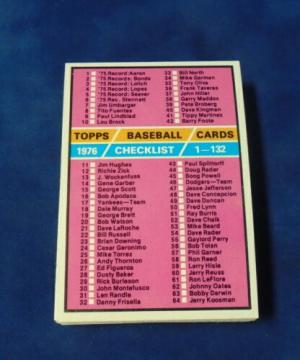 1 '75 Record: Aaron
2 '75 Record: Bonds
3 '75 Record: Lolich
4 '75 Record: Lopes
5 '75 Record: Seaver
6 '75 Rec. Stennett
7 Jim Umbarger
8 Tito Fuentes
9 Paul Lindblad
10 Lou Brock
33 Bill North
34 Mike Garman
35 Tony Oliva
36 Frank Taveras
37 John Hiller
38 Garry Maddox
39 Pete Broberg
40 Dave Kingman
41 Tippy Martinez
42 Barry Foote
TOPPS BASEBALL CARDS
1976 CHECKLIST 1—132
11 Jim Hughes
12 Richie Zisk
13 J. Wockenfuss
14 Gene Garber
15 George Scott
16 Bob Apodaca
17 Yankees—Team
18 Dale Murray
19 George Brett
20 Bob Watson
21 Dave LaRoche
22 Bill Russell
23 Brian Downing
24 Cesar Geronimo
25 Mike Torrez
26 Andy Thornton
27 Ed Figueroa
28 Dusty Baker
29 Rick Burleson
30 John Montefusco
31 Len Randle
32 Danny Frisella
43 Paul Splittorff
44 Doug Rader
45 Boog Powell
46 Dodgers—Team
47 Jesse Jefferson
48 Dave Concepcion
49 Dave Duncan
50 Fred Lynn
51 Ray Burris
52 Dave Chalk
53 Mike Beard
54 Dave Rader
55 Gaylord Perry
56 Bob Tolan
57 Phil Garner
58 Ron Reed
59 Larry Hisle
60 Jerry Reuss
61 Ron LeFlore
62 Johnny Oates
63 Bobby Darwin
64 Jerry Koosman